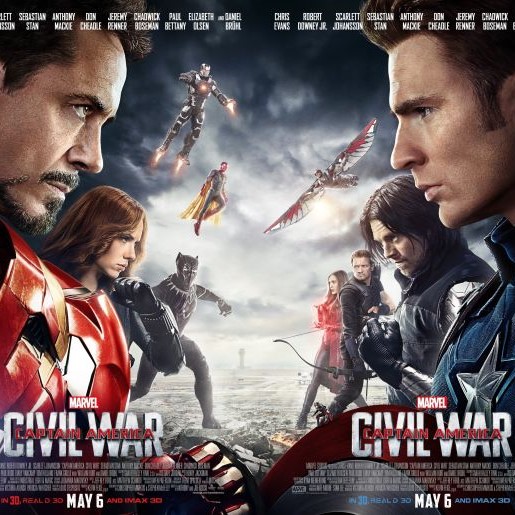 RLETT SEBASTIAN ANTHONY DON JEREMY CHADWICK PAUL ELIZABETH AND DANIEL
NSSON STAN MACKIE CHEADLE RENNER BOSEMAN BETTANY OLSEN BRÜHL
CHRIS ROBERT SCARLETT SEBASTIAN ANTHONY DON JEREMY CHADWICK
EVANS DOWNEY JR. JOHANSSON STAN MACKIE CHEADLE RENNER BOSEMAN
MARVEL
CAPTAIN AMERICA
CIVIL WAR
IN 3D, REAL D 3D MAY 6 AND IMAX 3D
MARVEL
CAPTAIN AMERICA
CIVIL WAR
IN 3D, REAL D 3D MAY 6 AND IMAX 3D